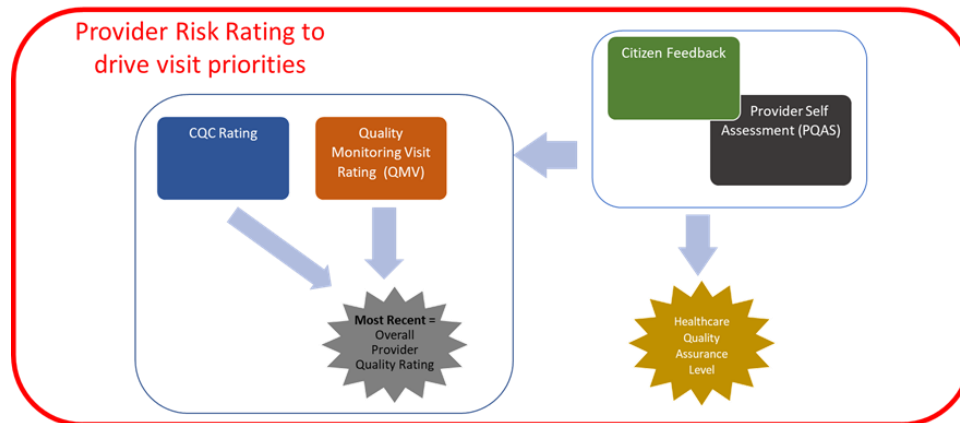 Provider Risk Rating to
drive visit priorities
CQC Rating
Quality
Monitoring Visit
Rating (QMV)
Most Recent =
Overall
Provider
Quality Rating
Citizen Feedback
Provider Self
Assessment (PQAS)
Healthcare
Quality
Assurance
Level